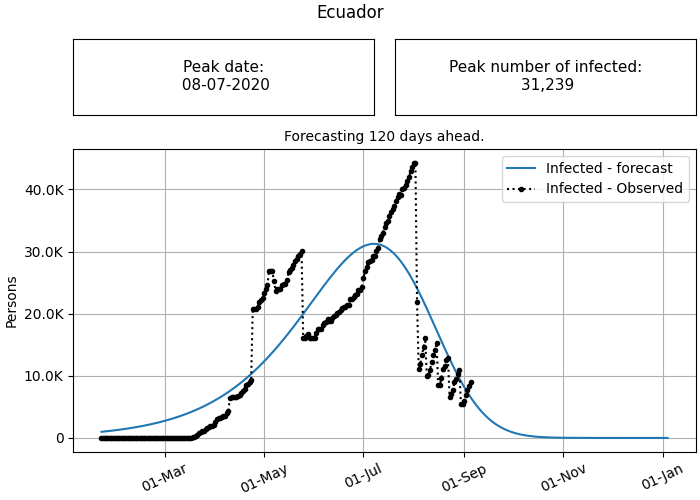 Ecuador
Peak date:
08-07-2020
Peak number of infected:
31,239
Forecasting 120 days ahead.
Infected - forecast
Infected - Observed
40.0K
30.0K
20.0K
10.0K
0
Persons
01-Mar
01-May
01-Jul
01-Sep
01-Nov
01-Jan